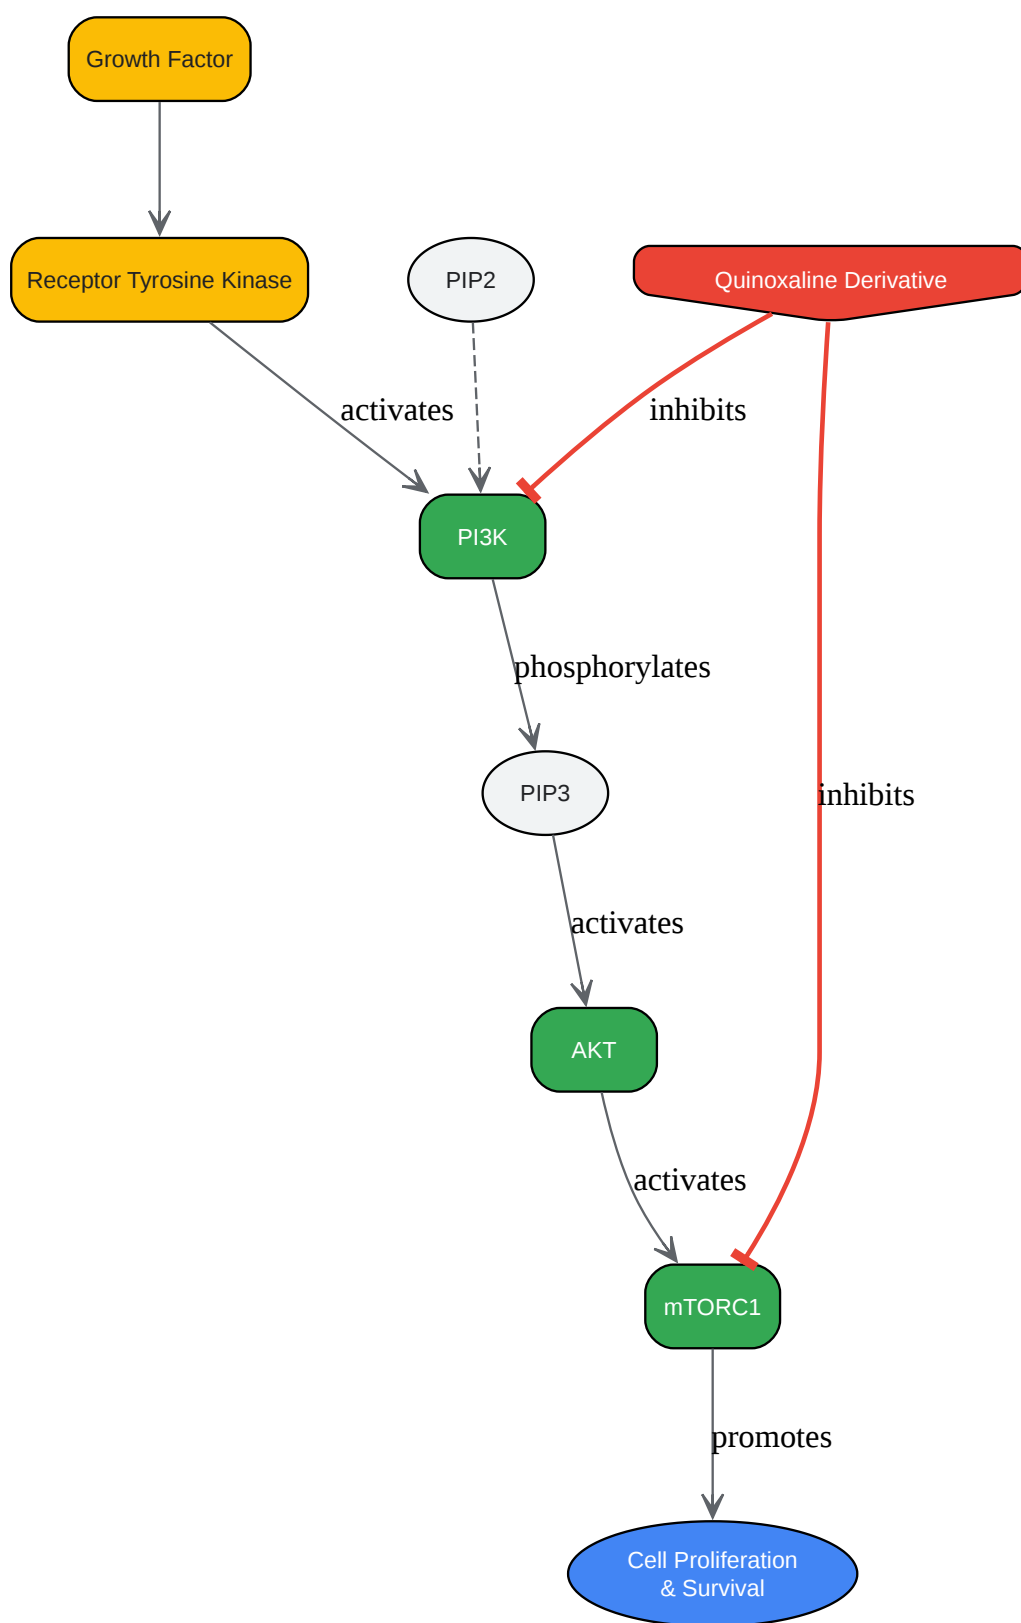 Growth Factor
Receptor Tyrosine Kinase
PIP2
Quinoxaline Derivative
activates
inhibits
PI3K
phosphorylates
PIP3
inhibits
activates
AKT
activates
mTORC1
promotes
Cell Proliferation
& Survival